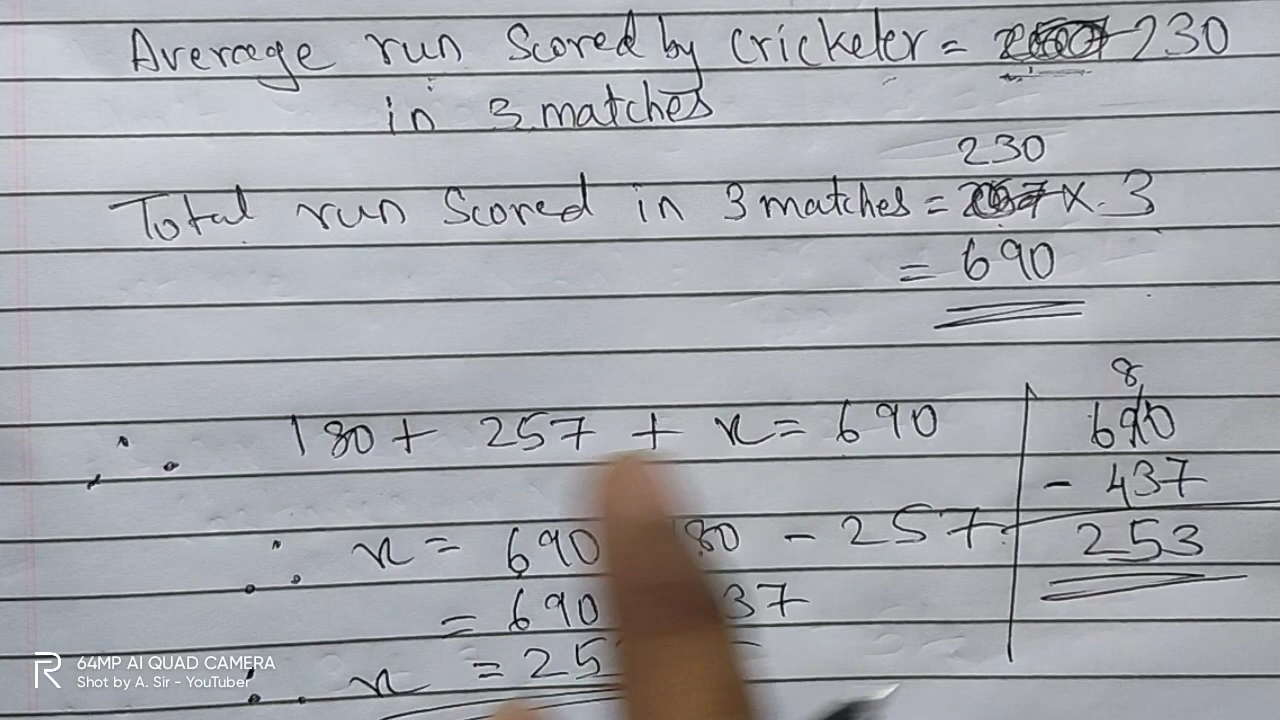 Average run scored by cricketer = 230
in 3 matches
230
Total run scored in 3 matches = × 3
= 690
∴ 180 + 257 + x = 690
∴ x = 690 80 - 257
= 690 37
∴ x = 25
8
690
- 437
253
64MP AI QUAD CAMERA
Shot by A. Sir - YouTuber